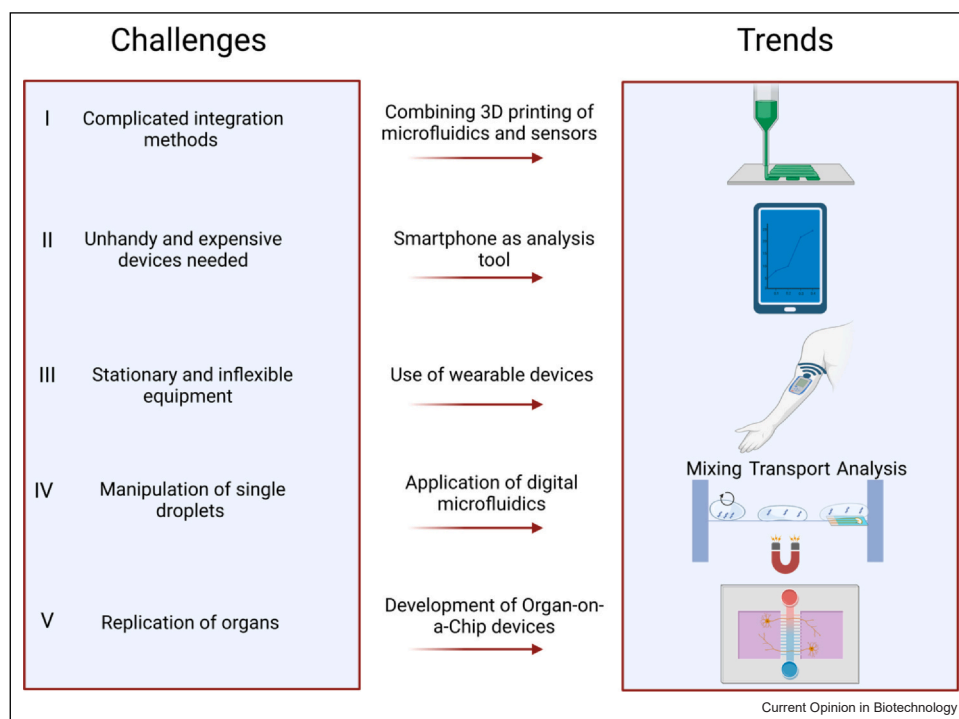 Challenges
Trends
I
Complicated integration
methods
Combining 3D printing of
microfluidics and sensors
II
Unhandy and expensive
devices needed
Smartphone as analysis
tool
III
Stationary and inflexible
equipment
Use of wearable devices
IV
Manipulation of single
droplets
Application of digital
microfluidics
Mixing Transport Analysis
V
Replication of organs
Development of Organ-on-
a-Chip devices
Current Opinion in Biotechnology